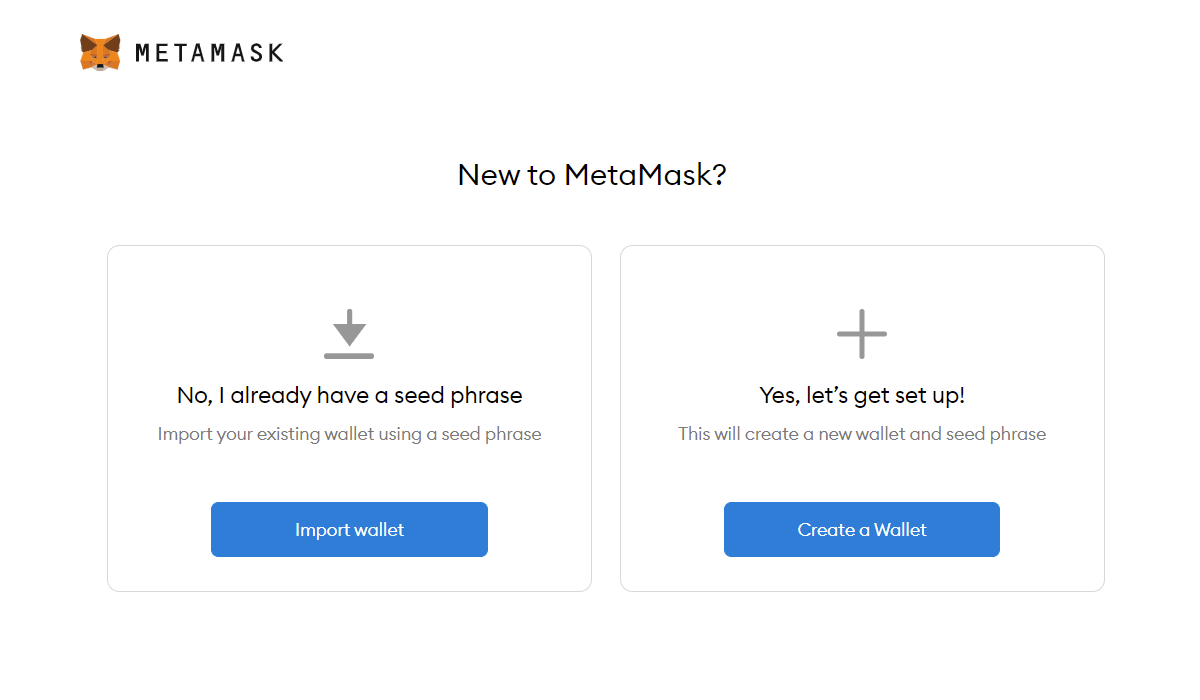 METAMASK
New to MetaMask?
No, I already have a seed phrase
Import your existing wallet using a seed phrase
Import wallet
Yes, let’s get set up!
This will create a new wallet and seed phrase
Create a Wallet